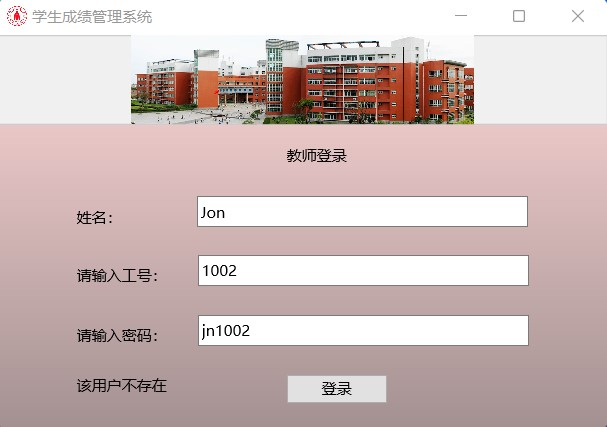 学生成绩管理系统
教师登录
姓名：
Jon
请输入工号：
1002
请输入密码：
jn1002
该用户不存在
登录